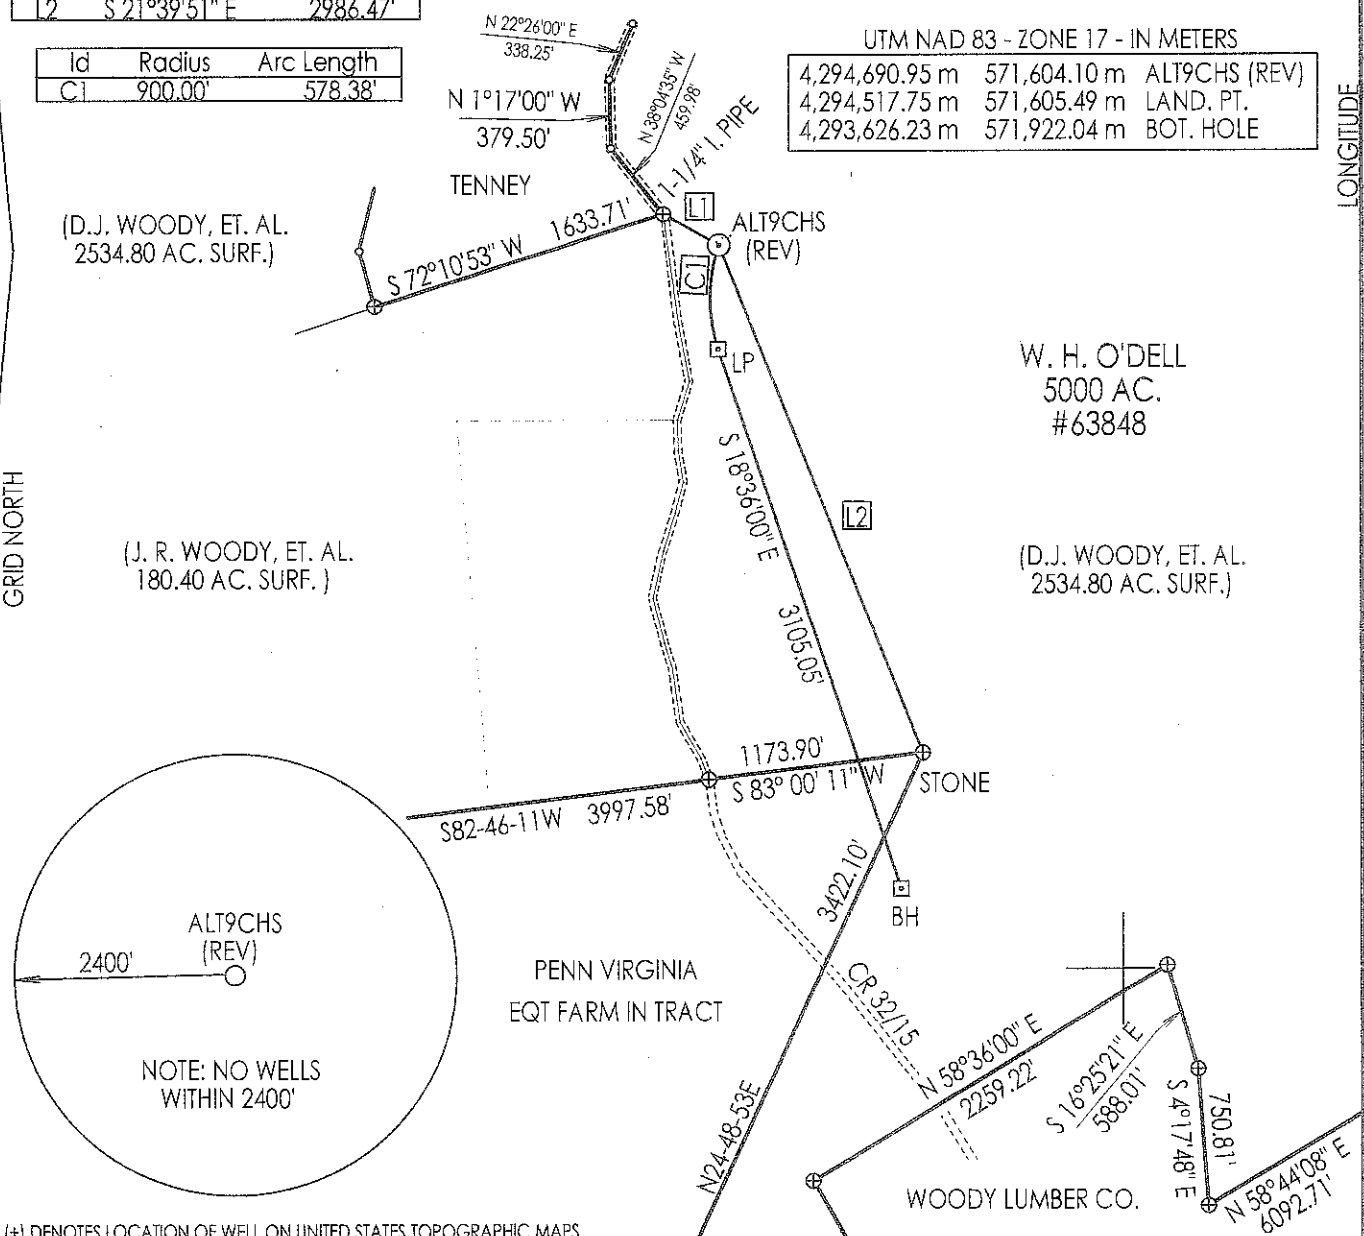 L2 S 21°39'51" E 2986.47'
Id Radius Arc Length
C1 900.00' 578.38'
N 22°26'00" E
338.25'
N 1°17'00" W
379.50'
N 38°04'35" W
459.98'
1-1/4" I. PIPE
UTM NAD 83 - ZONE 17 - IN METERS
4,294,690.95 m 571,604.10 m ALT9CHS (REV)
4,294,517.75 m 571,605.49 m LAND. PT.
4,293,626.23 m 571,922.04 m BOT. HOLE
LONGITUDE
TENNEY
(D.J. WOODY, ET. AL.
2534.80 AC. SURF.)
S 72°10'53" W 1633.71'
L1
ALT9CHS
(REV)
C1
LP
W. H. O'DELL
5000 AC.
#63848
S 18°36'00" E
3105.05'
L2
GRID NORTH
(J. R. WOODY, ET. AL.
180.40 AC. SURF. )
(D.J. WOODY, ET. AL.
2534.80 AC. SURF.)
1173.90'
S 83° 00' 11" W
STONE
S82-46-11W 3997.58'
3422.10'
BH
ALT9CHS
(REV)
2400'
NOTE: NO WELLS
WITHIN 2400'
PENN VIRGINIA
EQT FARM IN TRACT
CR 32/15
N 58°36'00" E
2259.22'
S 16°25'21" E
588.01'
S 4°17'48" E
750.81'
N24-48-53E
WOODY LUMBER CO.
N 58°44'08" E
6092.71'
(+) DENOTES LOCATION OF WELL ON UNITED STATES TOPOGRAPHIC MAPS